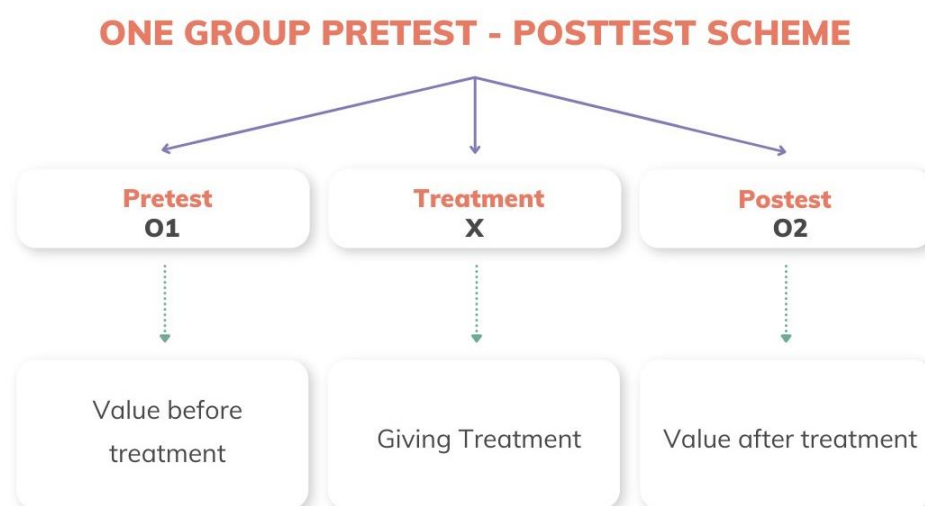 ONE GROUP PRETEST - POSTTEST SCHEME
Pretest
O1
Treatment
X
Postest
O2
Value before
treatment
Giving Treatment
Value after treatment